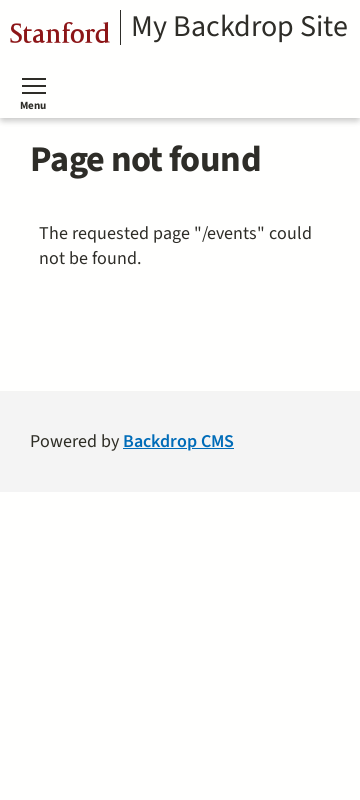 Stanford
My Backdrop Site
Menu
Page not found
The requested page "/events" could
not be found.
Powered by Backdrop CMS